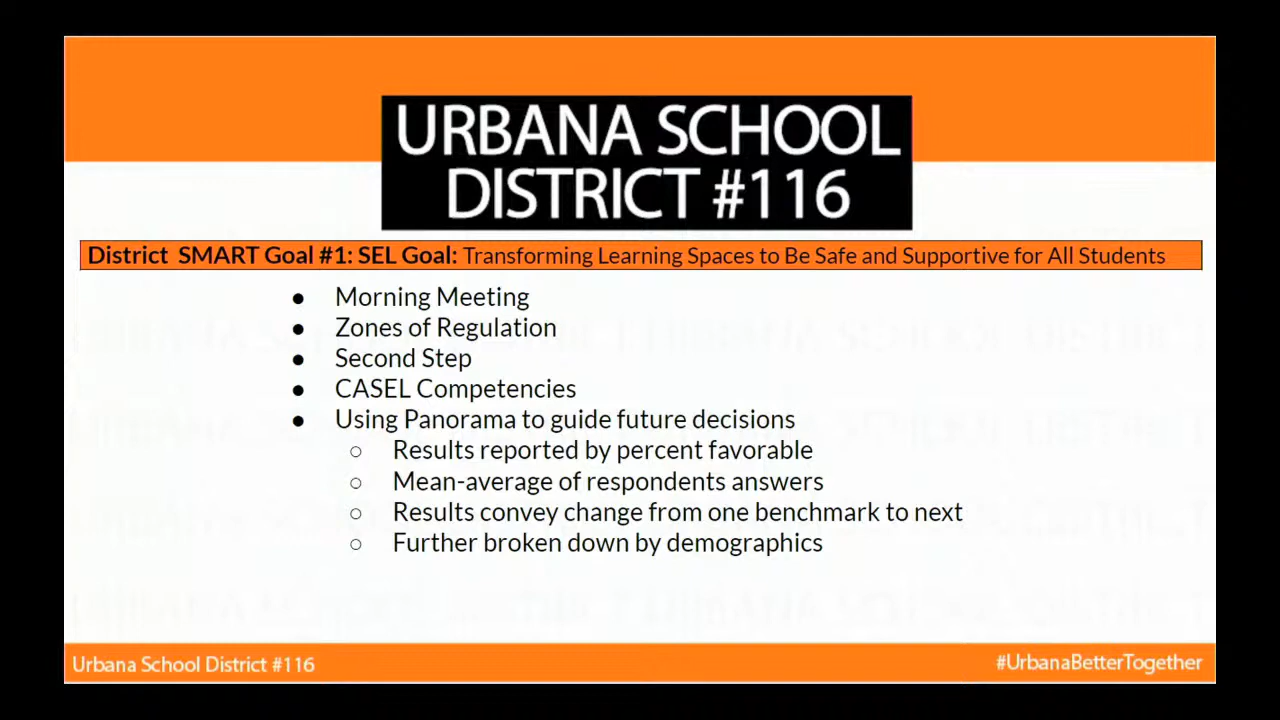 URBANA SCHOOL
DISTRICT #116
District SMART Goal #1: SEL Goal: Transforming Learning Spaces to Be Safe and Supportive for All Students
● Morning Meeting
● Zones of Regulation
● Second Step
● CASEL Competencies
● Using Panorama to guide future decisions
○ Results reported by percent favorable
○ Mean-average of respondents answers
○ Results convey change from one benchmark to next
○ Further broken down by demographics
Urbana School District #116
#UrbanaBetterTogether